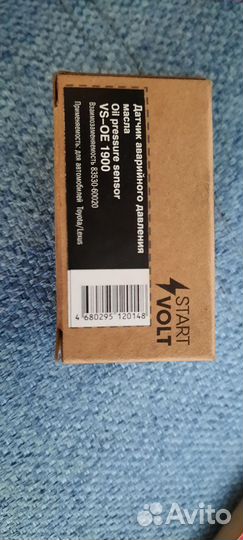 Датчик аварийного давления
масла
Oil pressure sensor
VS-OE 1900
Взаимозаменяемость 83530-60020
Применяемость: для автомобилей Toyota/Lexus
4 680295 120148
START
VOLT
Avito